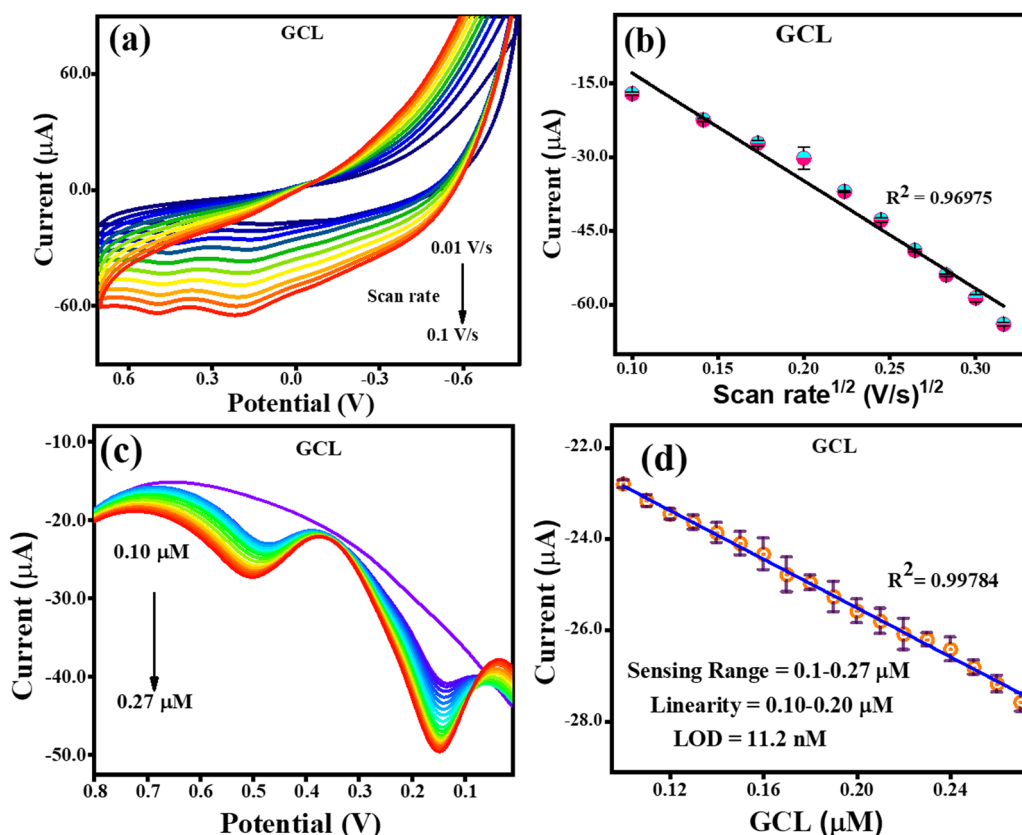 (a)
GCL
60.0
0.0
-30.0
-60.0
Current (µA)
0.01 V/s
Scan rate
0.1 V/s
0.6 0.3 0.0 -0.3 -0.6
Potential (V)
(b)
GCL
-15.0
-30.0
-45.0
-60.0
Current (µA)
R2 = 0.96975
0.10 0.15 0.20 0.25 0.30
Scan rate1/2 (V/s)1/2
(c)
GCL
-10.0
-20.0
-30.0
-40.0
-50.0
Current (µA)
0.10 µM
0.27 µM
0.8 0.7 0.6 0.5 0.4 0.3 0.2 0.1
Potential (V)
(d)
GCL
-22.0
-24.0
-26.0
-28.0
Current (µA)
R2= 0.99784
Sensing Range = 0.1-0.27 µM
Linearity = 0.10-0.20 µM
LOD = 11.2 nM
0.12 0.16 0.20 0.24
GCL (µM)